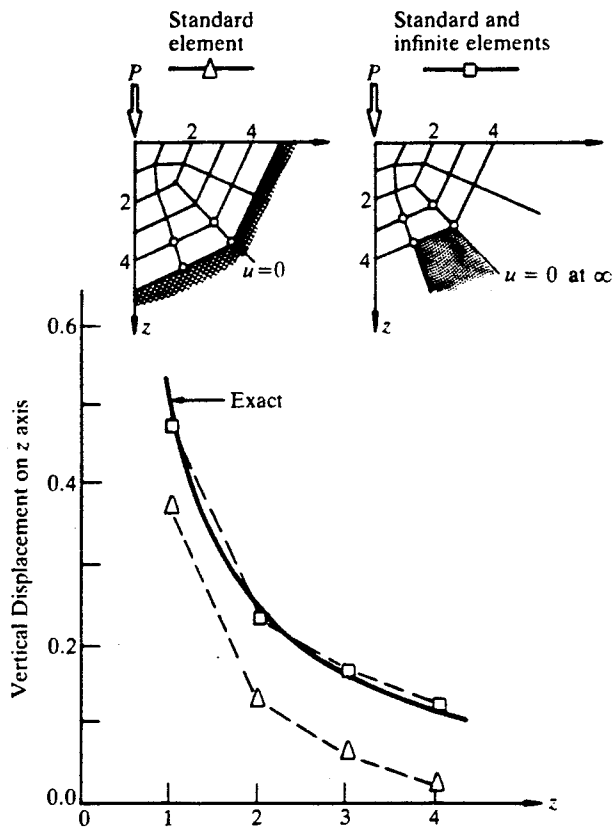 Standard
element
Standard and
infinite elements
P
2
4
2
4
u = 0
z
P
2
4
2
4
u = 0 at ∞
z
Vertical Displacement on z axis
0.6
0.4
0.2
0.0
Exact
0
1
2
3
4
z